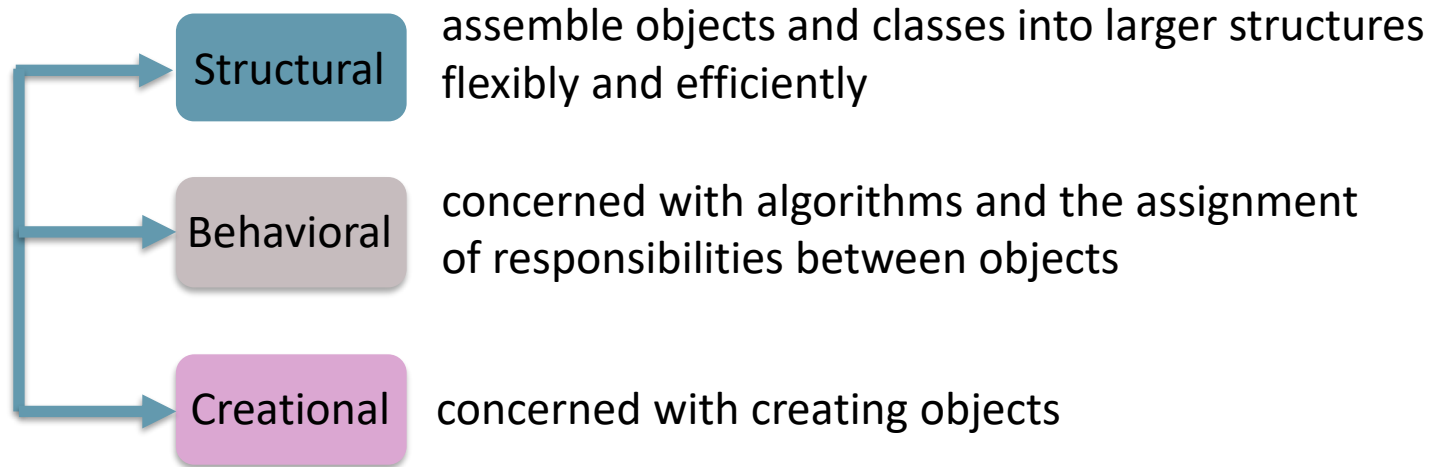 Structural
assemble objects and classes into larger structures
flexibly and efficiently
Behavioral
concerned with algorithms and the assignment
of responsibilities between objects
Creational
concerned with creating objects